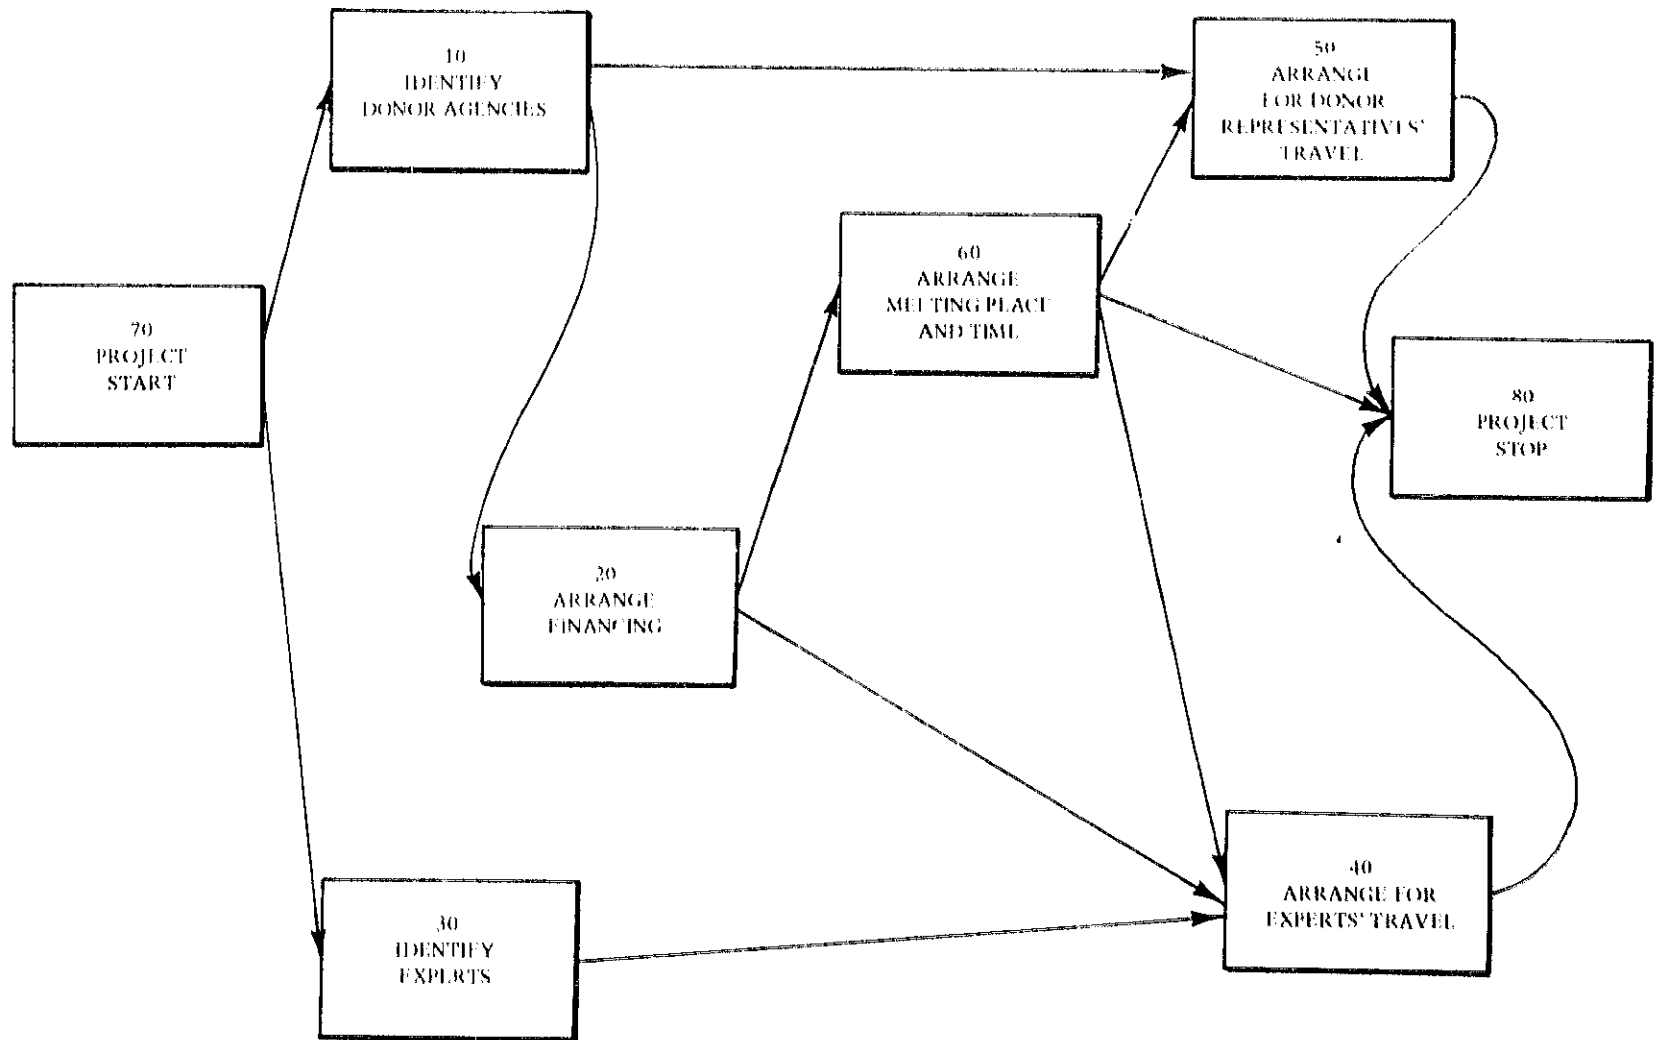 10
IDENTIFY
DONOR AGENCIES
50
ARRANGE
FOR DONOR
REPRESENTATIVES'
TRAVEL
60
ARRANGE
MEETING PLACE
AND TIME
70
PROJECT
START
80
PROJECT
STOP
20
ARRANGE
FINANCING
40
ARRANGE FOR
EXPERTS' TRAVEL
30
IDENTIFY
EXPERTS